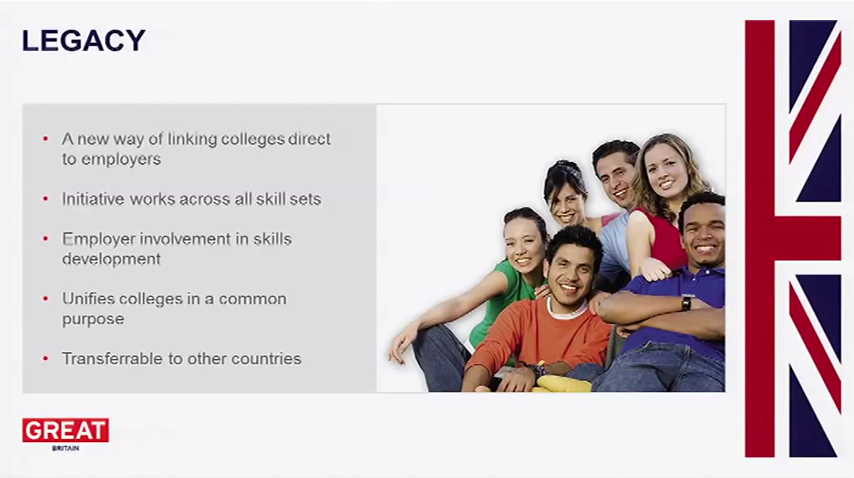 LEGACY
• A new way of linking colleges direct
to employers
• Initiative works across all skill sets
• Employer involvement in skills
development
• Unifies colleges in a common
purpose
• Transferrable to other countries
GREAT
BRITAIN